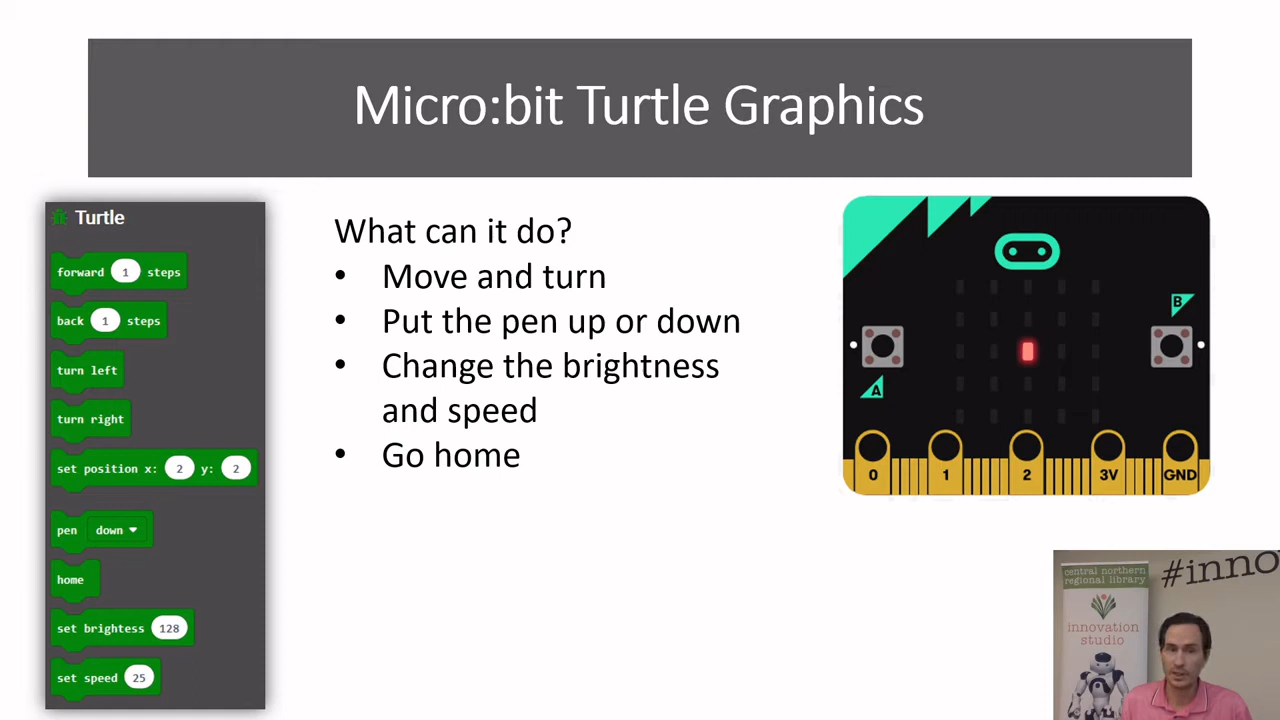 Micro:bit Turtle Graphics
Turtle
forward 1 steps
back 1 steps
turn left
turn right
set position x: 2 y: 2
pen down
home
set brightess 128
set speed 25
What can it do?
• Move and turn
• Put the pen up or down
• Change the brightness
and speed
• Go home
B
A
0 1 2 3V GND
central northern
regional library
innovation
studio
#inno